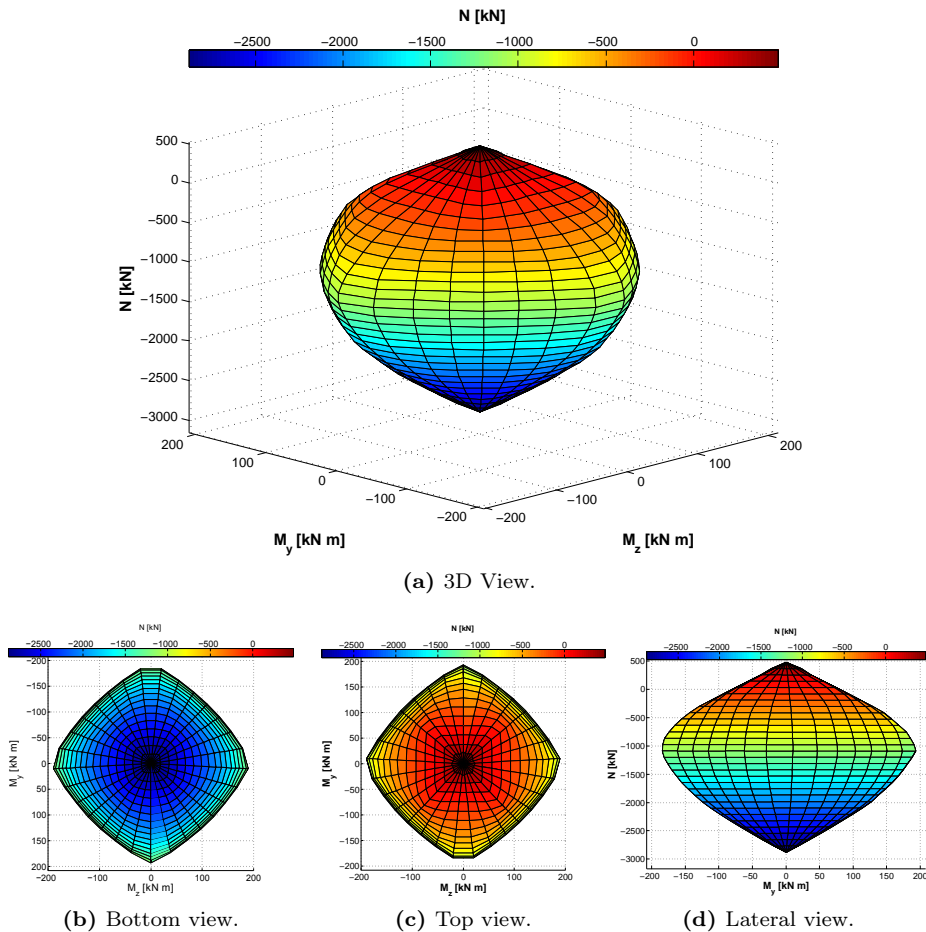 N [kN]
−2500 −2000 −1500 −1000 −500 0
500
0
−500
−1000
−1500
−2000
−2500
−3000
N [kN]
200 100 0 −100 −200
−200 −100 0 100 200
M_y [kN m]
M_z [kN m]
(a) 3D View.
N [kN]
−2500 −2000 −1500 −1000 −500 0
−200
−150
−100
−50
0
50
100
150
200
M_y [kN m]
−200 −100 0 100 200
M_z [kN m]
(b) Bottom view.
N [kN]
−2500 −2000 −1500 −1000 −500 0
200
150
100
50
0
−50
−100
−150
−200
M_y [kN m]
−200 −100 0 100 200
M_z [kN m]
(c) Top view.
N [kN]
−2500 −2000 −1500 −1000 −500 0
500
0
−500
−1000
−1500
−2000
−2500
−3000
N [kN]
−200 −150 −100 −50 0 50 100 150 200
M_y [kN m]
(d) Lateral view.